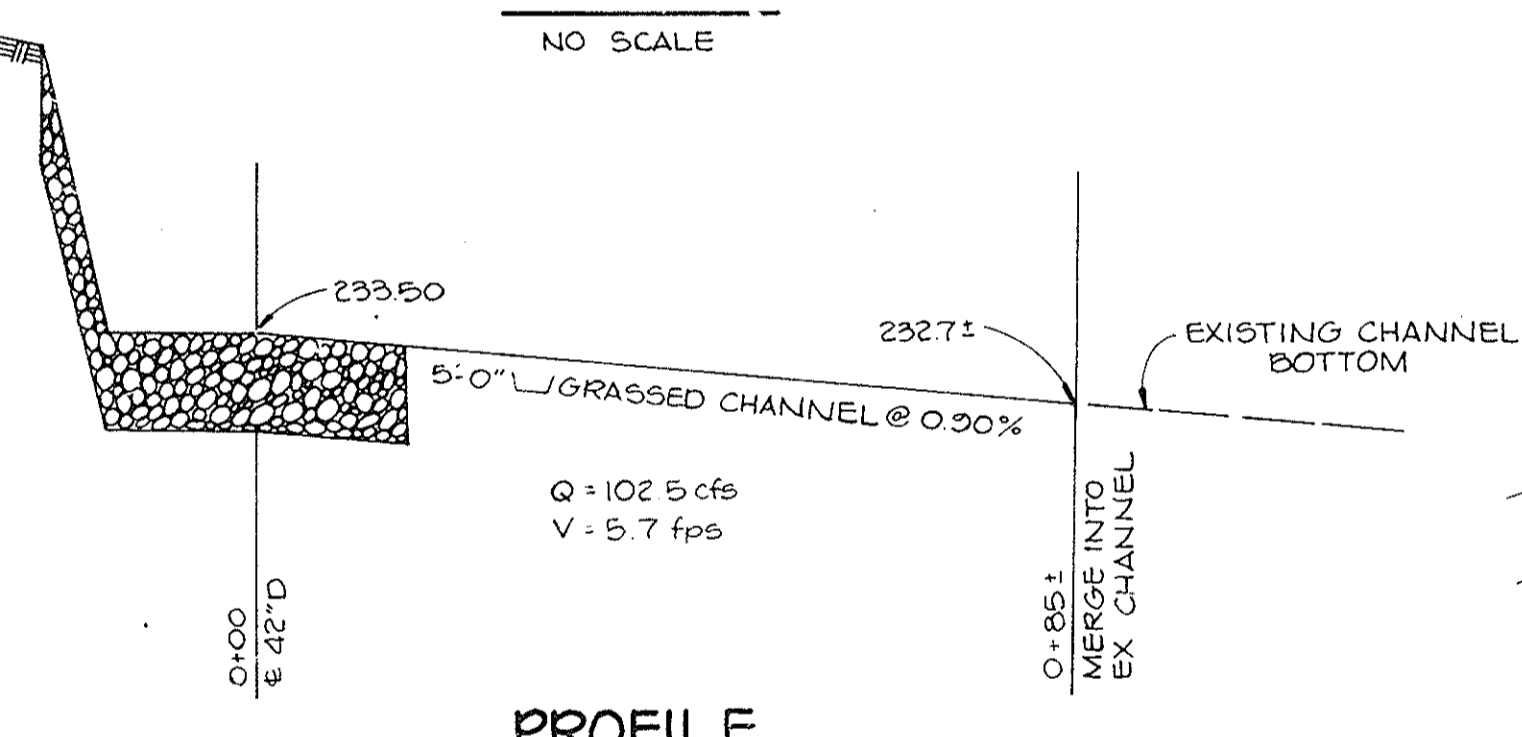 NO SCALE
233.50
232.7±
EXISTING CHANNEL
BOTTOM
5'-0" GRASSED CHANNEL @ 0.90%
Q = 102.5 cfs
V = 5.7 fps
0+00
℄ 42"D
0+85±
MERGE INTO
EX CHANNEL
PROFILE